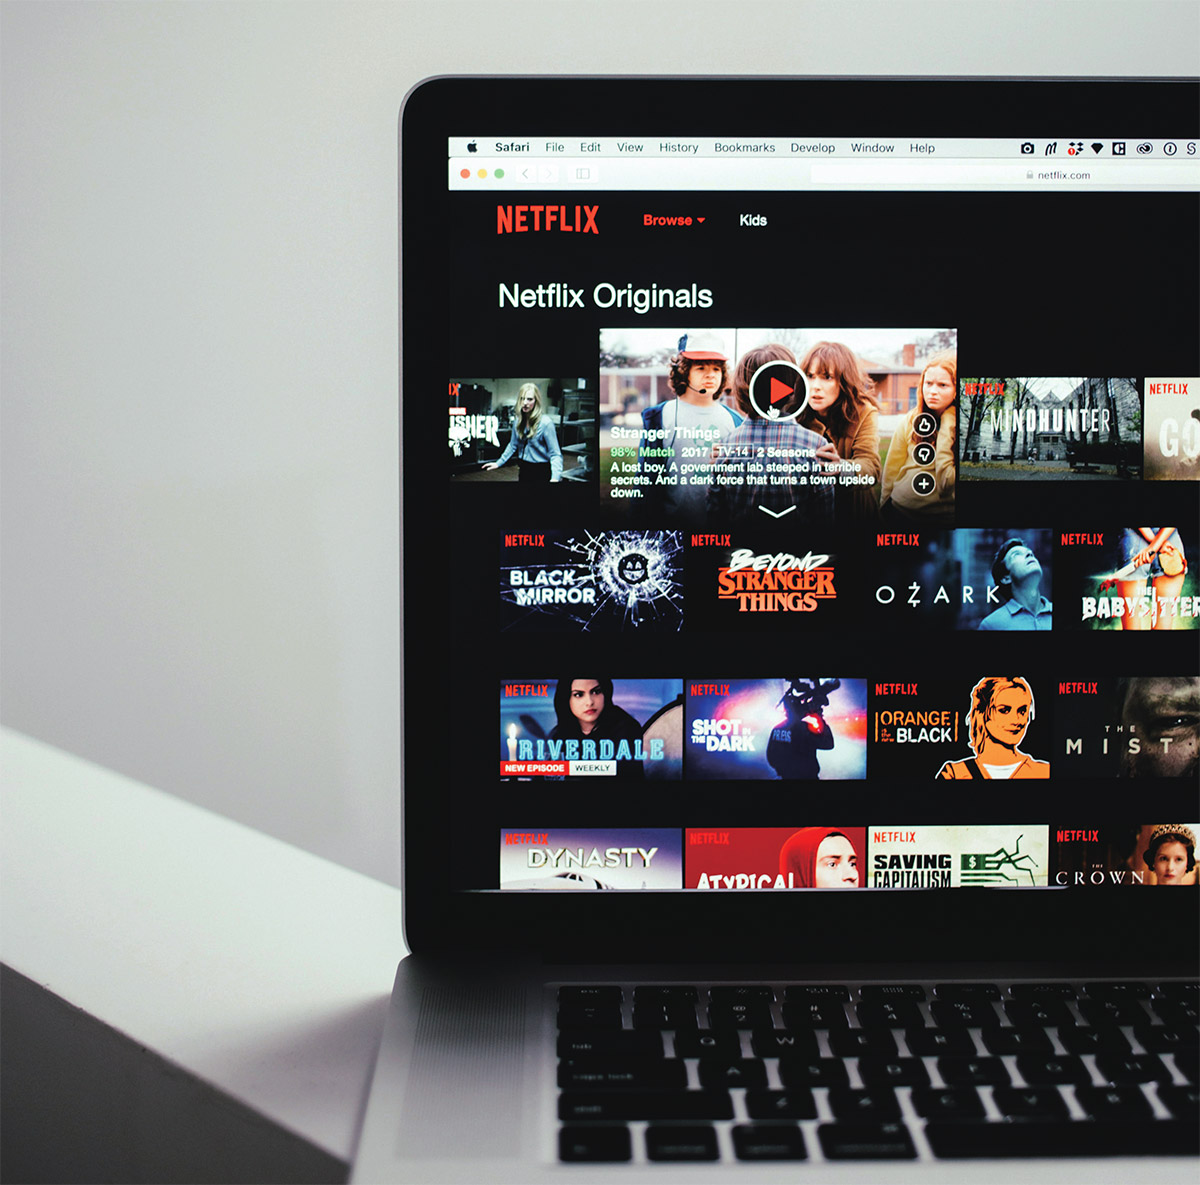 Safari File Edit View History Bookmarks Develop Window Help
netflix.com
NETFLIX Browse Kids
Netflix Originals
MARVEL
ISHER
Stranger Things
98% Match 2017 TV-14 2 Seasons
A lost boy. A government lab steeped in terrible
secrets. And a dark force that turns a town upside
down.
NETFLIX
MINDHUNTER
NETFLIX
GO
NETFLIX
BLACK
MIRROR
NETFLIX
BEYOND
STRANGER
THINGS
NETFLIX
OZARK
NETFLIX
THE
BABYSITTER
NETFLIX
RIVERDALE
NEW EPISODE WEEKLY
NETFLIX
SHOT
IN THE DARK
NETFLIX
ORANGE
is the new BLACK
NETFLIX
THE
MIST
NETFLIX
DYNASTY
NETFLIX
ATYPICAL
NETFLIX
SAVING
CAPITALISM
$
NETFLIX
THE
CROWN
esc
Q W E R T Y U
A S D F G H